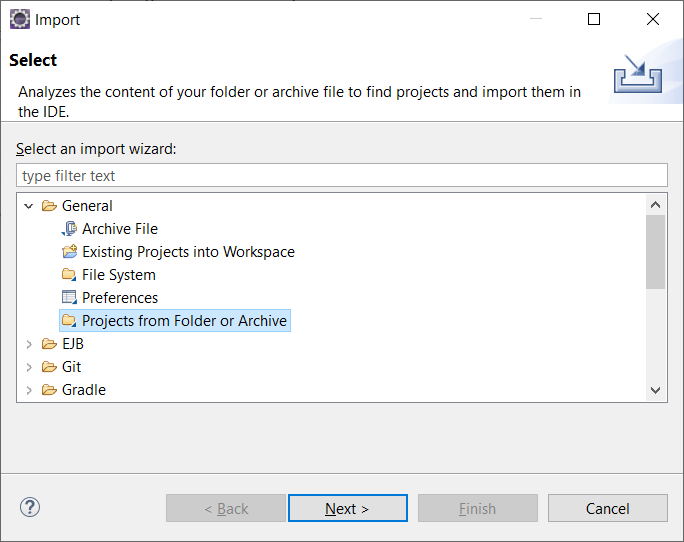 Import
Select
Analyzes the content of your folder or archive file to find projects and import them in
the IDE.
Select an import wizard:
type filter text
General
Archive File
Existing Projects into Workspace
File System
Preferences
Projects from Folder or Archive
EJB
Git
Gradle
?
< Back
Next >
Finish
Cancel